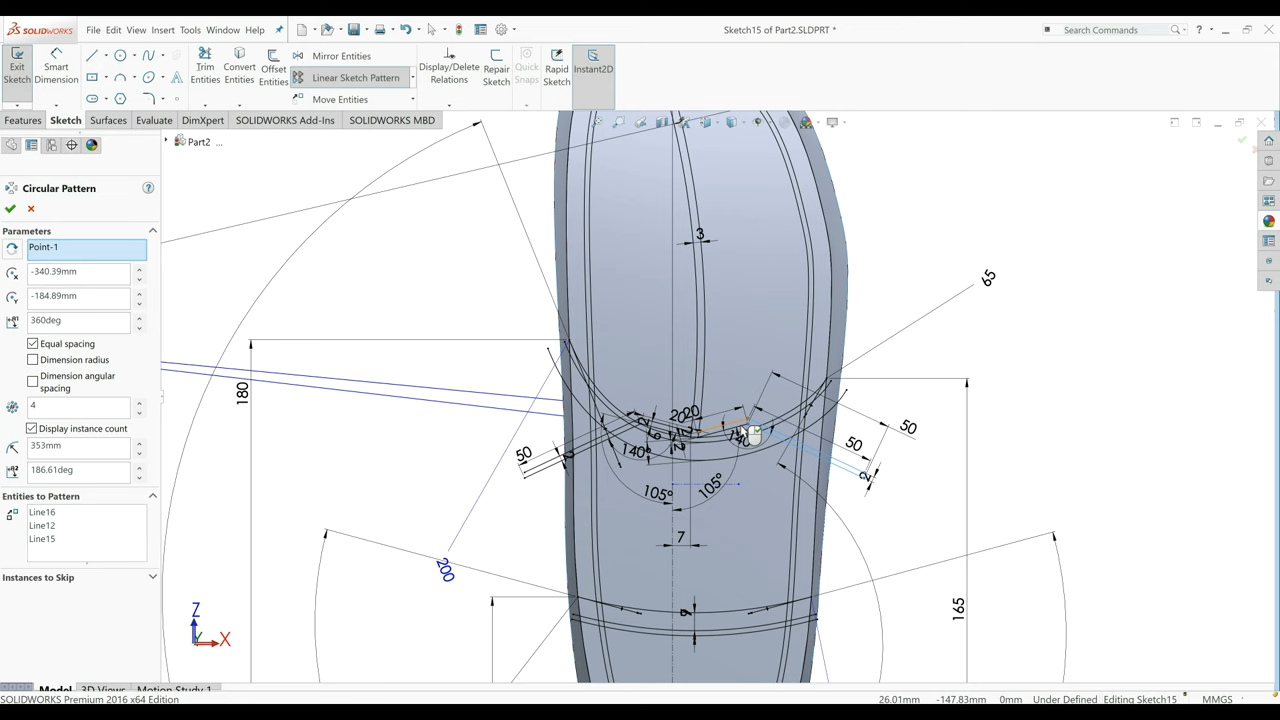 SOLIDWORKS
File Edit View Insert Tools Window Help
Sketch15 of Part2.SLDPRT *
Search Commands
Exit Sketch
Smart Dimension
Trim Entities
Convert Entities
Offset Entities
Mirror Entities
Linear Sketch Pattern
Move Entities
Display/Delete Relations
Repair Sketch
Quick Snaps
Rapid Sketch
Instant2D
Features Sketch Surfaces Evaluate DimXpert SOLIDWORKS Add-Ins SOLIDWORKS MBD
Part2 ...
Circular Pattern
Parameters
Point-1
-340.39mm
-184.89mm
360deg
Equal spacing
Dimension radius
Dimension angular spacing
4
Display instance count
353mm
186.61deg
Entities to Pattern
Line16
Line12
Line15
Instances to Skip
3
65
180
20
20
50
50
50
140°
140°
2
2
105°
105°
7
200
9
165
Z
Y
X
Model 3D Views Motion Study 1
SOLIDWORKS Premium 2016 x64 Edition
26.01mm -147.83mm 0mm Under Defined Editing Sketch15 MMGS